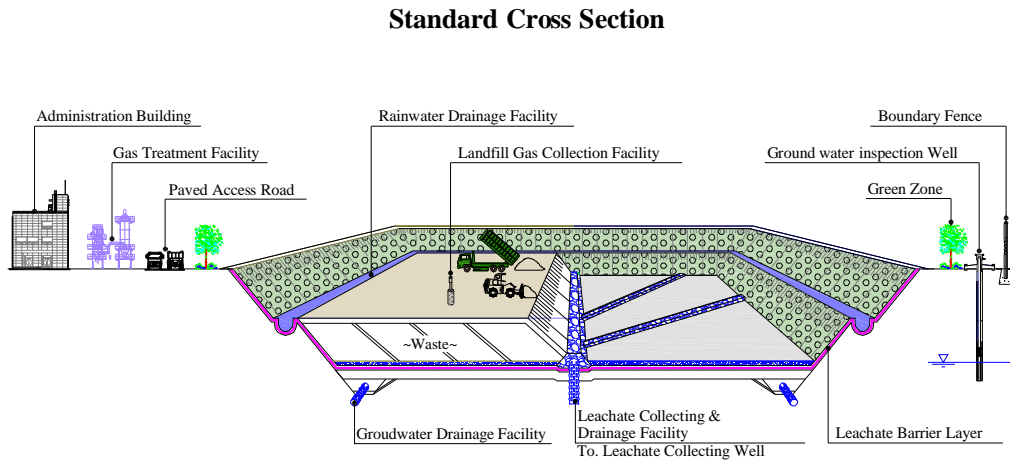 Standard Cross Section
Administration Building
Rainwater Drainage Facility
Boundary Fence
Gas Treatment Facility
Landfill Gas Collection Facility
Ground water inspection Well
Paved Access Road
Green Zone
~Waste~
Groudwater Drainage Facility
Leachate Collecting &
Drainage Facility
To. Leachate Collecting Well
Leachate Barrier Layer